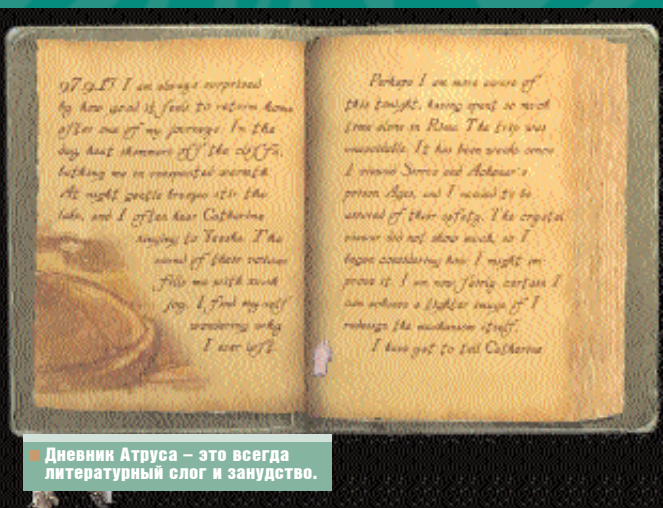 97.9.17 I am always surprised
by how good it feels to return home
after one of my journeys. In the
day, heat shimmers off the cliffs,
bathing me in unexpected warmth.
At night gentle breezes stir the
lake, and I often hear Catherine
singing to Yeesha. The
sound of their voices
fills me with such
joy. I find myself
wondering why
I ever left.
Perhaps I am more aware of
this tonight, having spent so much
time alone in Rime. The trip was
unavoidable. It has been weeks since
I viewed Sirrus and Achenar's
prison Ages, and I needed to be
assured of their safety. The crystal
viewer did not show much, so I
began considering how I might im-
prove it. I am now fairly certain I
can achieve a tighter image if I
redesign the mechanism itself.
I have yet to tell Catherine
Дневник Атруса – это всегда
литературный слог и занудство.